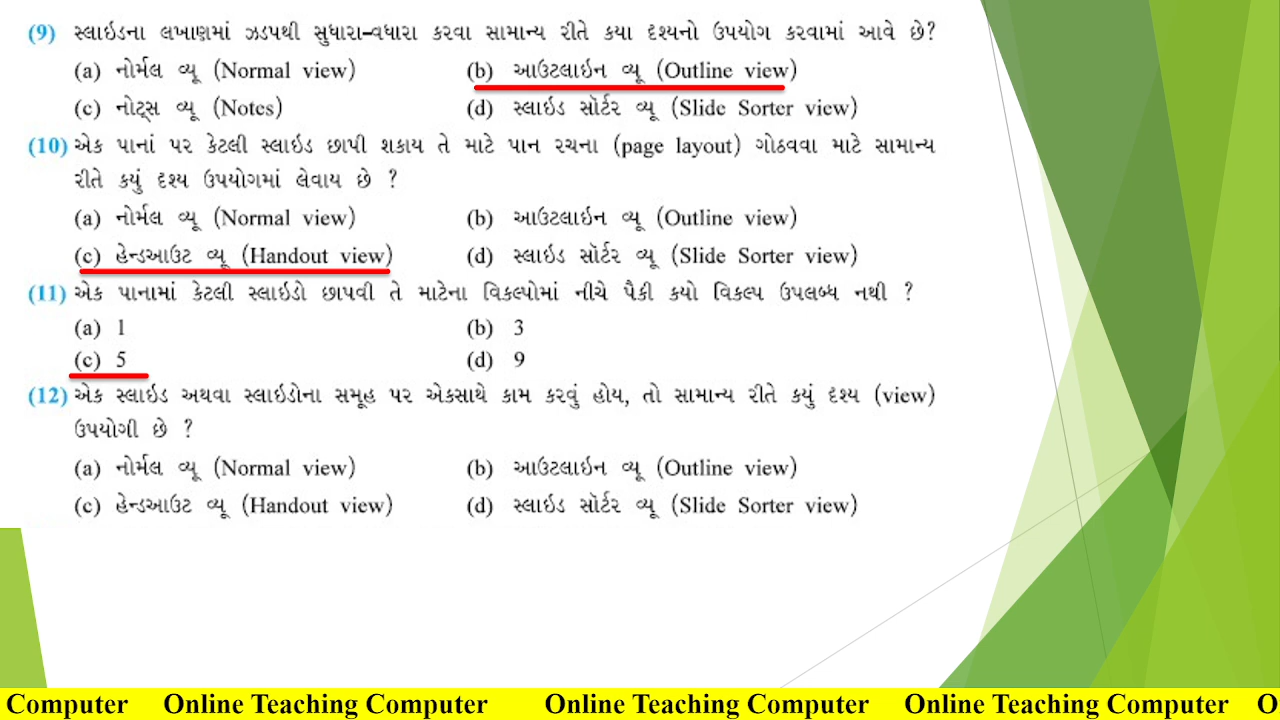 (9) સ્લાઇડના લખાણમાં ઝડપથી સુધારા-વધારા કરવા સામાન્ય રીતે કયા દૃશ્યનો ઉપયોગ કરવામાં આવે છે?
(a) નોર્મલ વ્યૂ (Normal view) (b) આઉટલાઇન વ્યૂ (Outline view)
(c) નોટ્સ વ્યૂ (Notes) (d) સ્લાઇડ સૉર્ટર વ્યૂ (Slide Sorter view)
(10) એક પાનાં પર કેટલી સ્લાઇડ છાપી શકાય તે માટે પાન રચના (page layout) ગોઠવવા માટે સામાન્ય
રીતે કયું દૃશ્ય ઉપયોગમાં લેવાય છે ?
(a) નોર્મલ વ્યૂ (Normal view) (b) આઉટલાઇન વ્યૂ (Outline view)
(c) હેન્ડઆઉટ વ્યૂ (Handout view) (d) સ્લાઇડ સૉર્ટર વ્યૂ (Slide Sorter view)
(11) એક પાનામાં કેટલી સ્લાઇડો છાપવી તે માટેના વિકલ્પોમાં નીચે પૈકી કયો વિકલ્પ ઉપલબ્ધ નથી ?
(a) 1 (b) 3
(c) 5 (d) 9
(12) એક સ્લાઇડ અથવા સ્લાઇડોના સમૂહ પર એકસાથે કામ કરવું હોય, તો સામાન્ય રીતે કયું દૃશ્ય (view)
ઉપયોગી છે ?
(a) નોર્મલ વ્યૂ (Normal view) (b) આઉટલાઇન વ્યૂ (Outline view)
(c) હેન્ડઆઉટ વ્યૂ (Handout view) (d) સ્લાઇડ સૉર્ટર વ્યૂ (Slide Sorter view)
Computer Online Teaching Computer Online Teaching Computer Online Teaching Computer O